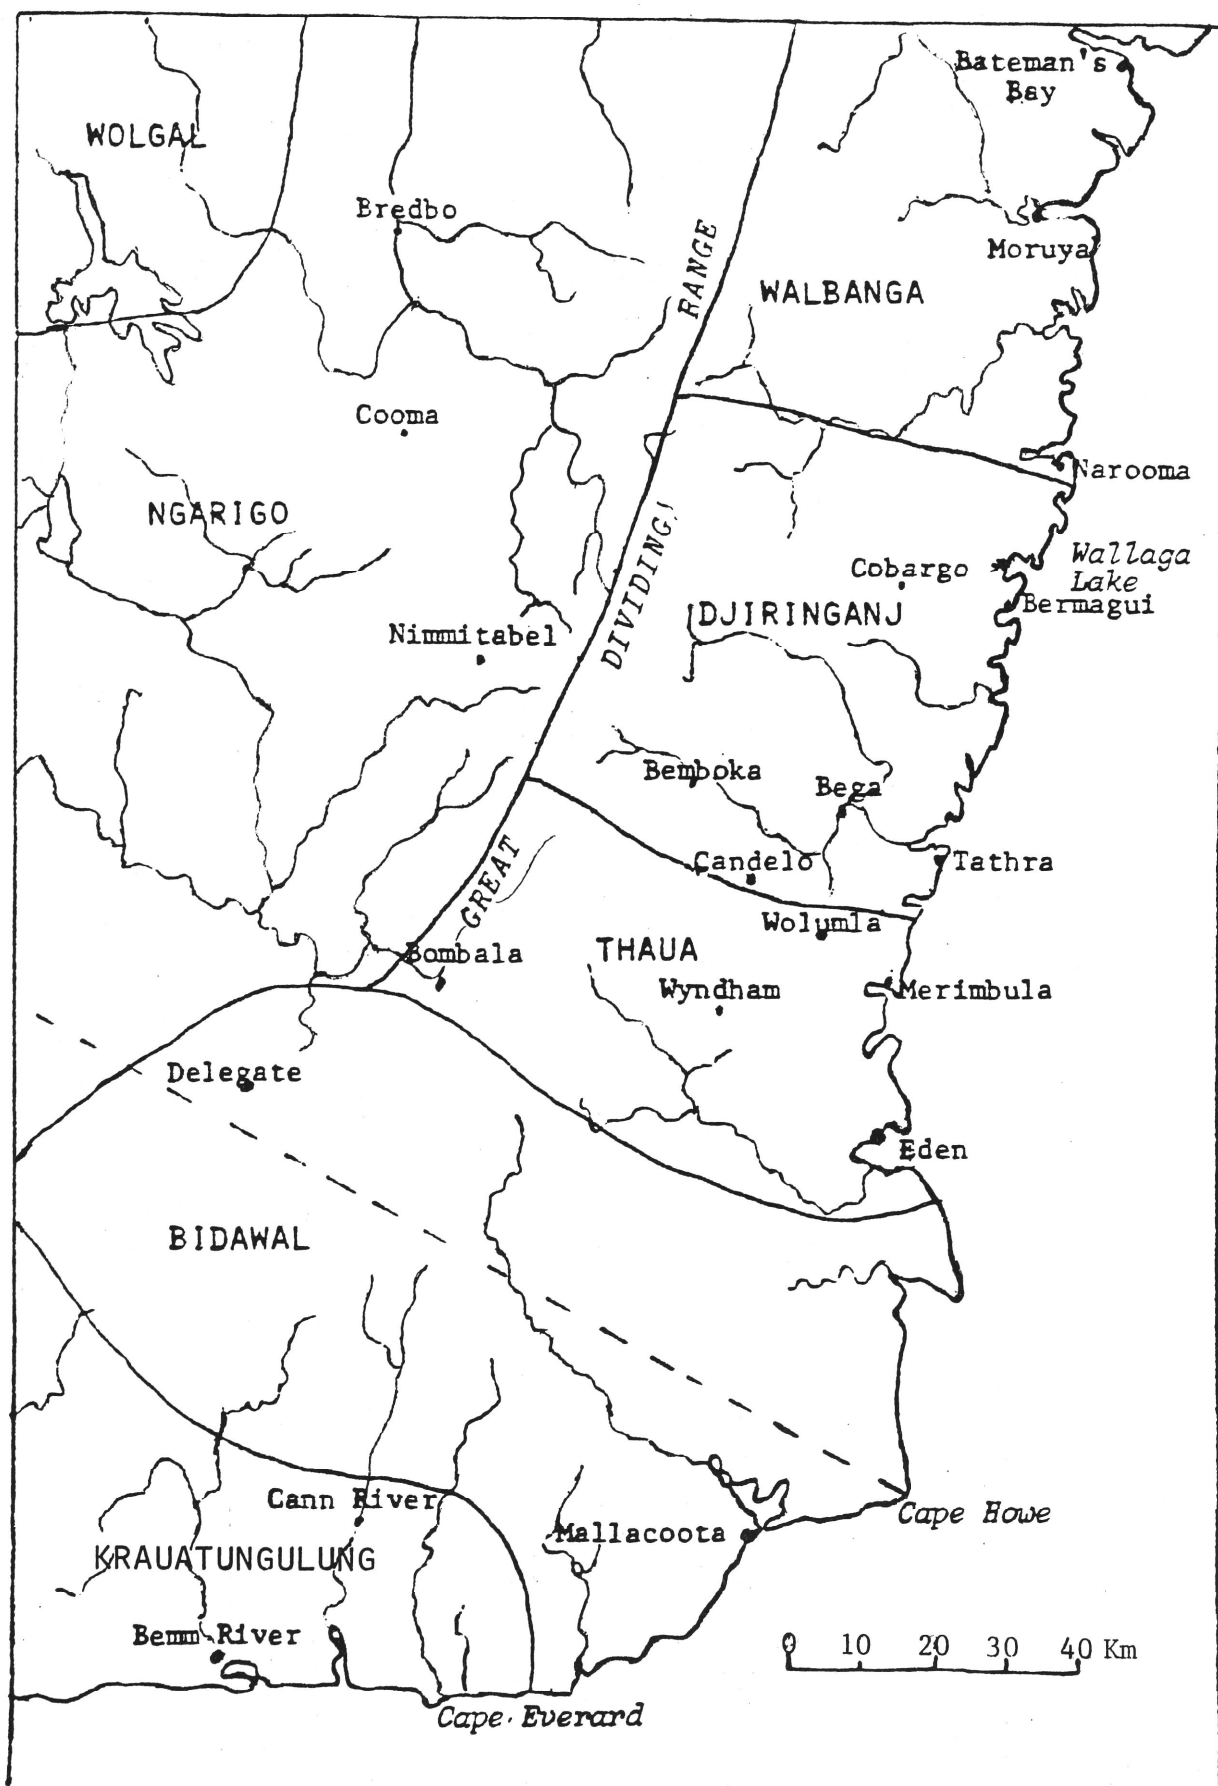 Bateman's
Bay
WOLGAL
Bredbo
Moruya
RANGE
WALBANGA
Cooma
Narooma
NGARIGO
DIVIDING
Wallaga
Lake
Cobargo
Bermagui
DJIRINGANJ
Nimmitabel
Bemboka
Bega
GREAT
Candelo
Tathra
Wolumla
Bombala
THAUA
Wyndham
Merimbula
Delegate
Eden
BIDAWAL
Cann River
Cape Howe
Mallacoota
KRAUATUNGULUNG
Bemm River
0 10 20 30 40 Km
Cape Everard